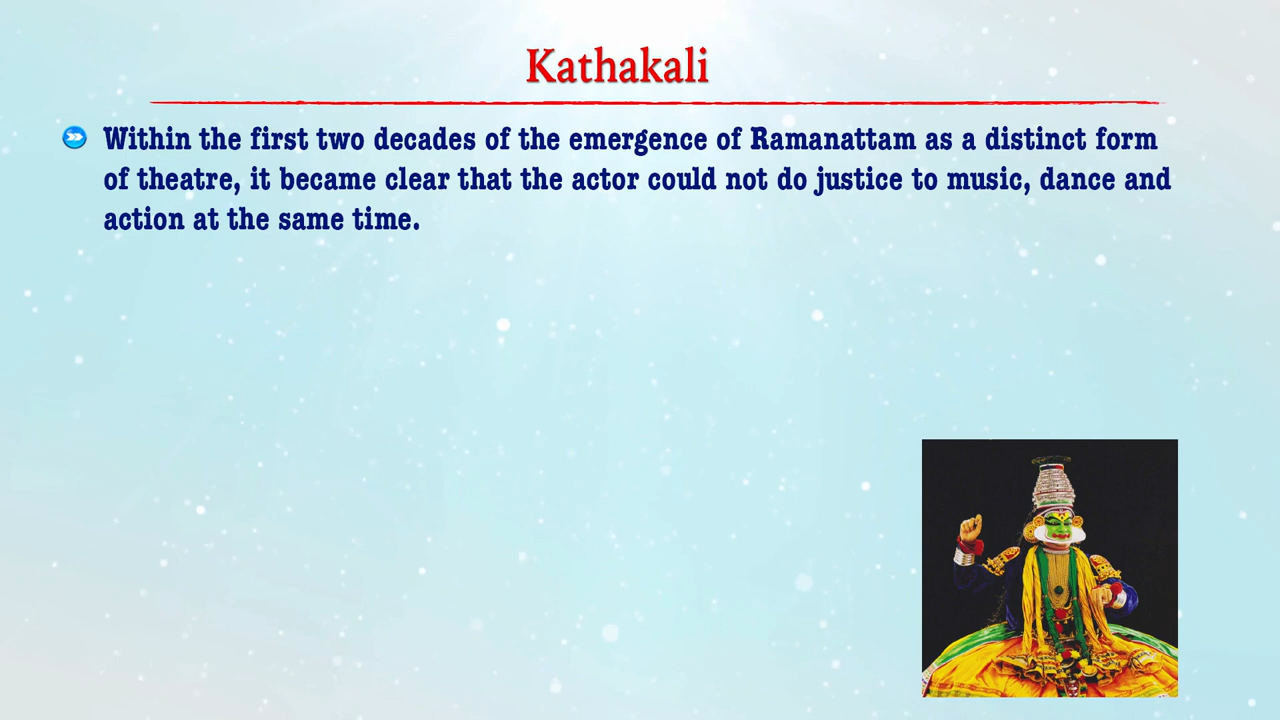 Kathakali
Within the first two decades of the emergence of Ramanattam as a distinct form
of theatre, it became clear that the actor could not do justice to music, dance and
action at the same time.